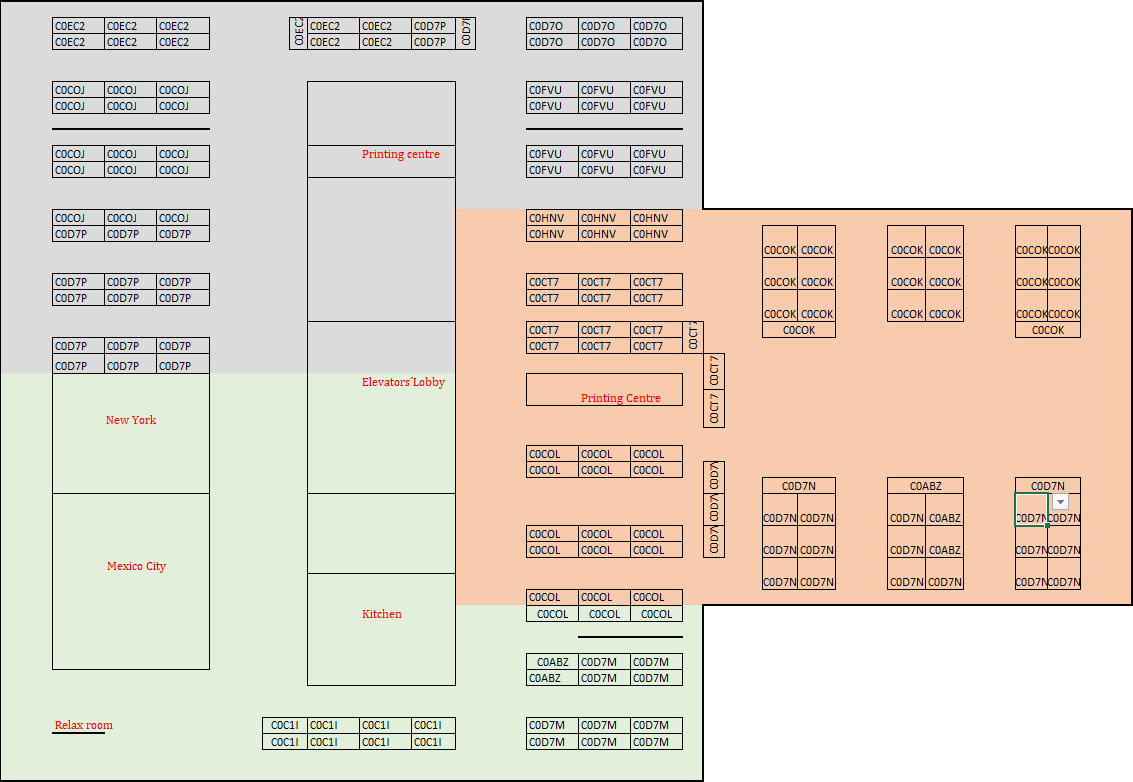 C0EC2 C0EC2 C0EC2 C0EC2 C0EC2 C0EC2 C0D7P C0D7P C0D7O C0D7O C0D7O
C0EC2 C0EC2 C0EC2 C0EC2 C0EC2 C0D7P C0D7O C0D7O C0D7O
C0COJ C0COJ C0COJ C0FVU C0FVU C0FVU
C0COJ C0COJ C0COJ C0FVU C0FVU C0FVU
C0COJ C0COJ C0COJ Printing centre C0FVU C0FVU C0FVU
C0COJ C0COJ C0COJ C0FVU C0FVU C0FVU
C0COJ C0COJ C0COJ C0HNV C0HNV C0HNV
C0D7P C0D7P C0D7P C0HNV C0HNV C0HNV
C0COK C0COK C0COK C0COK C0COK C0COK
C0D7P C0D7P C0D7P C0CT7 C0CT7 C0CT7 C0COK C0COK C0COK C0COK C0COK C0COK
C0D7P C0D7P C0D7P C0CT7 C0CT7 C0CT7
C0COK C0COK C0COK C0COK C0COK C0COK
C0CT7 C0CT7 C0CT7 C0CT7 C0COK C0COK
C0D7P C0D7P C0D7P C0CT7 C0CT7 C0CT7
C0D7P C0D7P C0D7P C0CT7
Elevators´Lobby
Printing Centre C0CT7
New York
C0COL C0COL C0COL
C0COL C0COL C0COL C0D7N
C0D7N C0ABZ C0D7N
C0D7N C0D7N C0D7N C0D7N C0ABZ C0D7N C0D7N
C0COL C0COL C0COL C0D7N
C0COL C0COL C0COL C0D7N C0D7N C0D7N C0ABZ C0D7N C0D7N
Mexico City
C0D7N C0D7N C0D7N C0D7N C0D7N C0D7N
C0COL C0COL C0COL
Kitchen C0COL C0COL C0COL
C0ABZ C0D7M C0D7M
C0ABZ C0D7M C0D7M
Relax room C0C1I C0C1I C0C1I C0C1I C0D7M C0D7M C0D7M
C0C1I C0C1I C0C1I C0C1I C0D7M C0D7M C0D7M